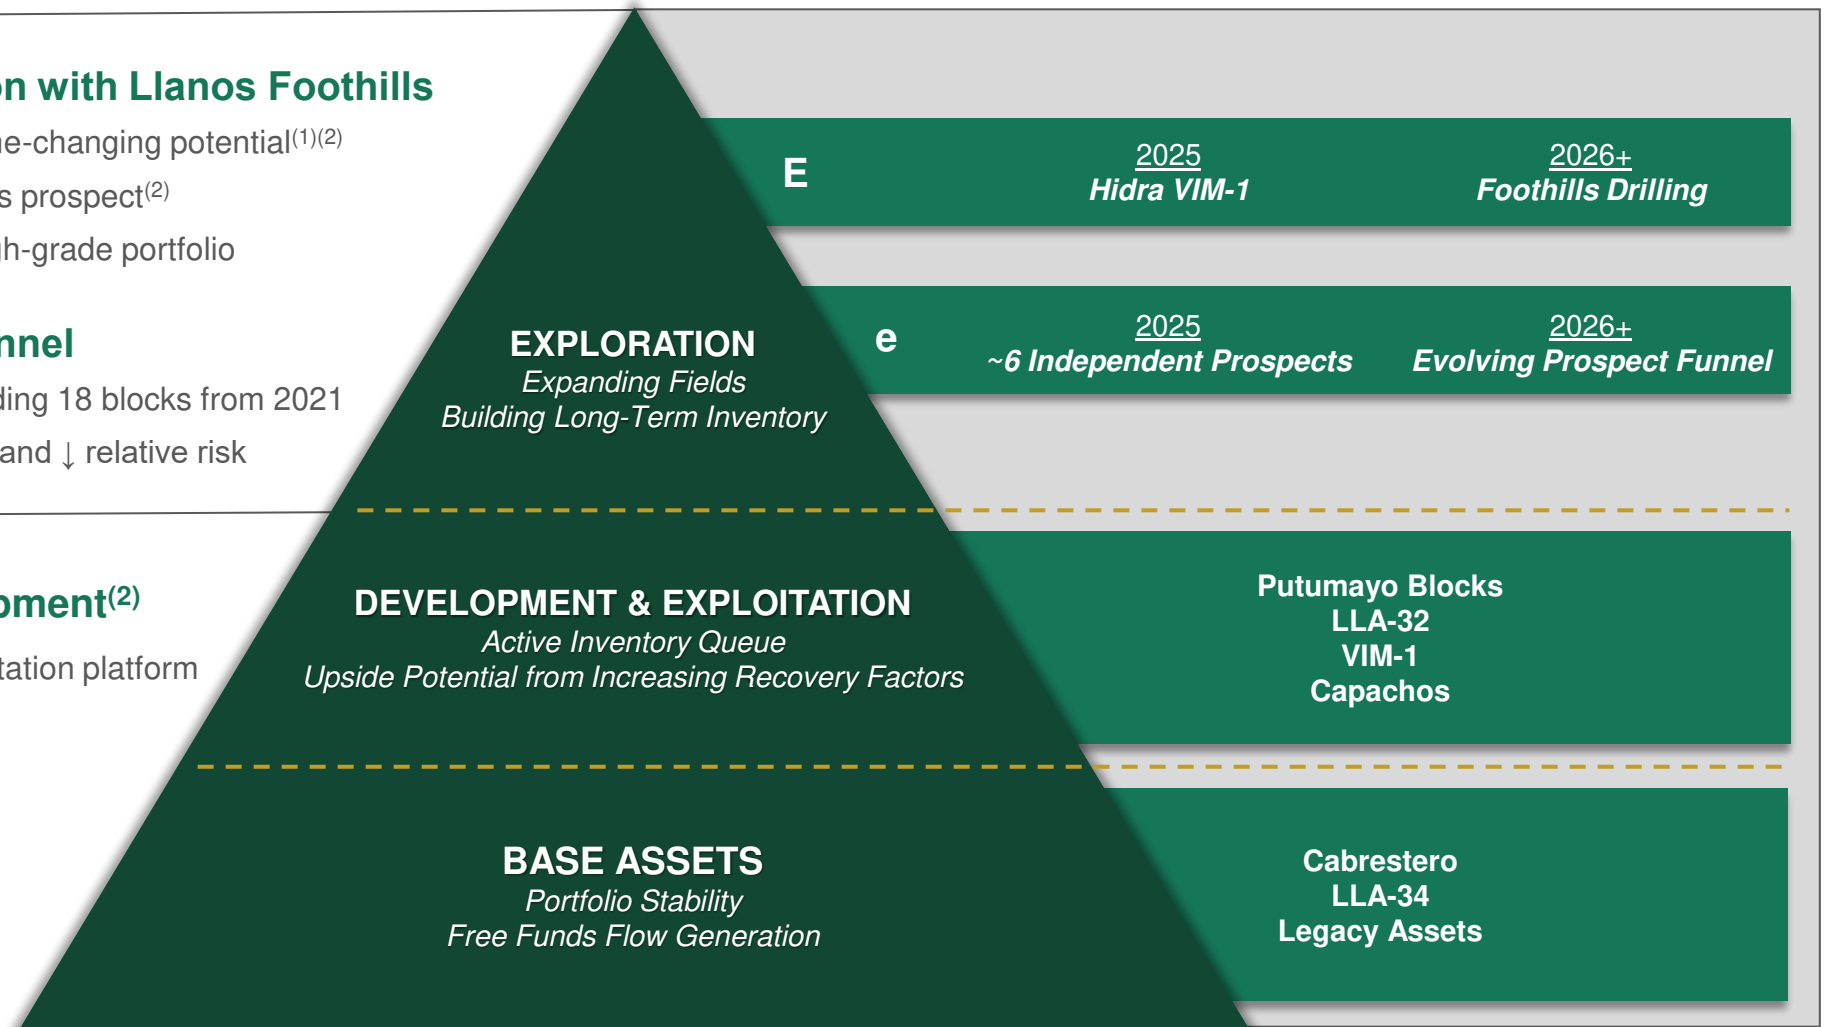 on with Llanos Foothills
ne-changing potential(1)(2)
s prospect(2)
gh-grade portfolio
nnel
ding 18 blocks from 2021
and ↓ relative risk
pment(2)
tation platform
EXPLORATION
Expanding Fields
Building Long-Term Inventory
DEVELOPMENT & EXPLOITATION
Active Inventory Queue
Upside Potential from Increasing Recovery Factors
BASE ASSETS
Portfolio Stability
Free Funds Flow Generation
E
2025
Hidra VIM-1
2026+
Foothills Drilling
e
2025
~6 Independent Prospects
2026+
Evolving Prospect Funnel
Putumayo Blocks
LLA-32
VIM-1
Capachos
Cabrestero
LLA-34
Legacy Assets